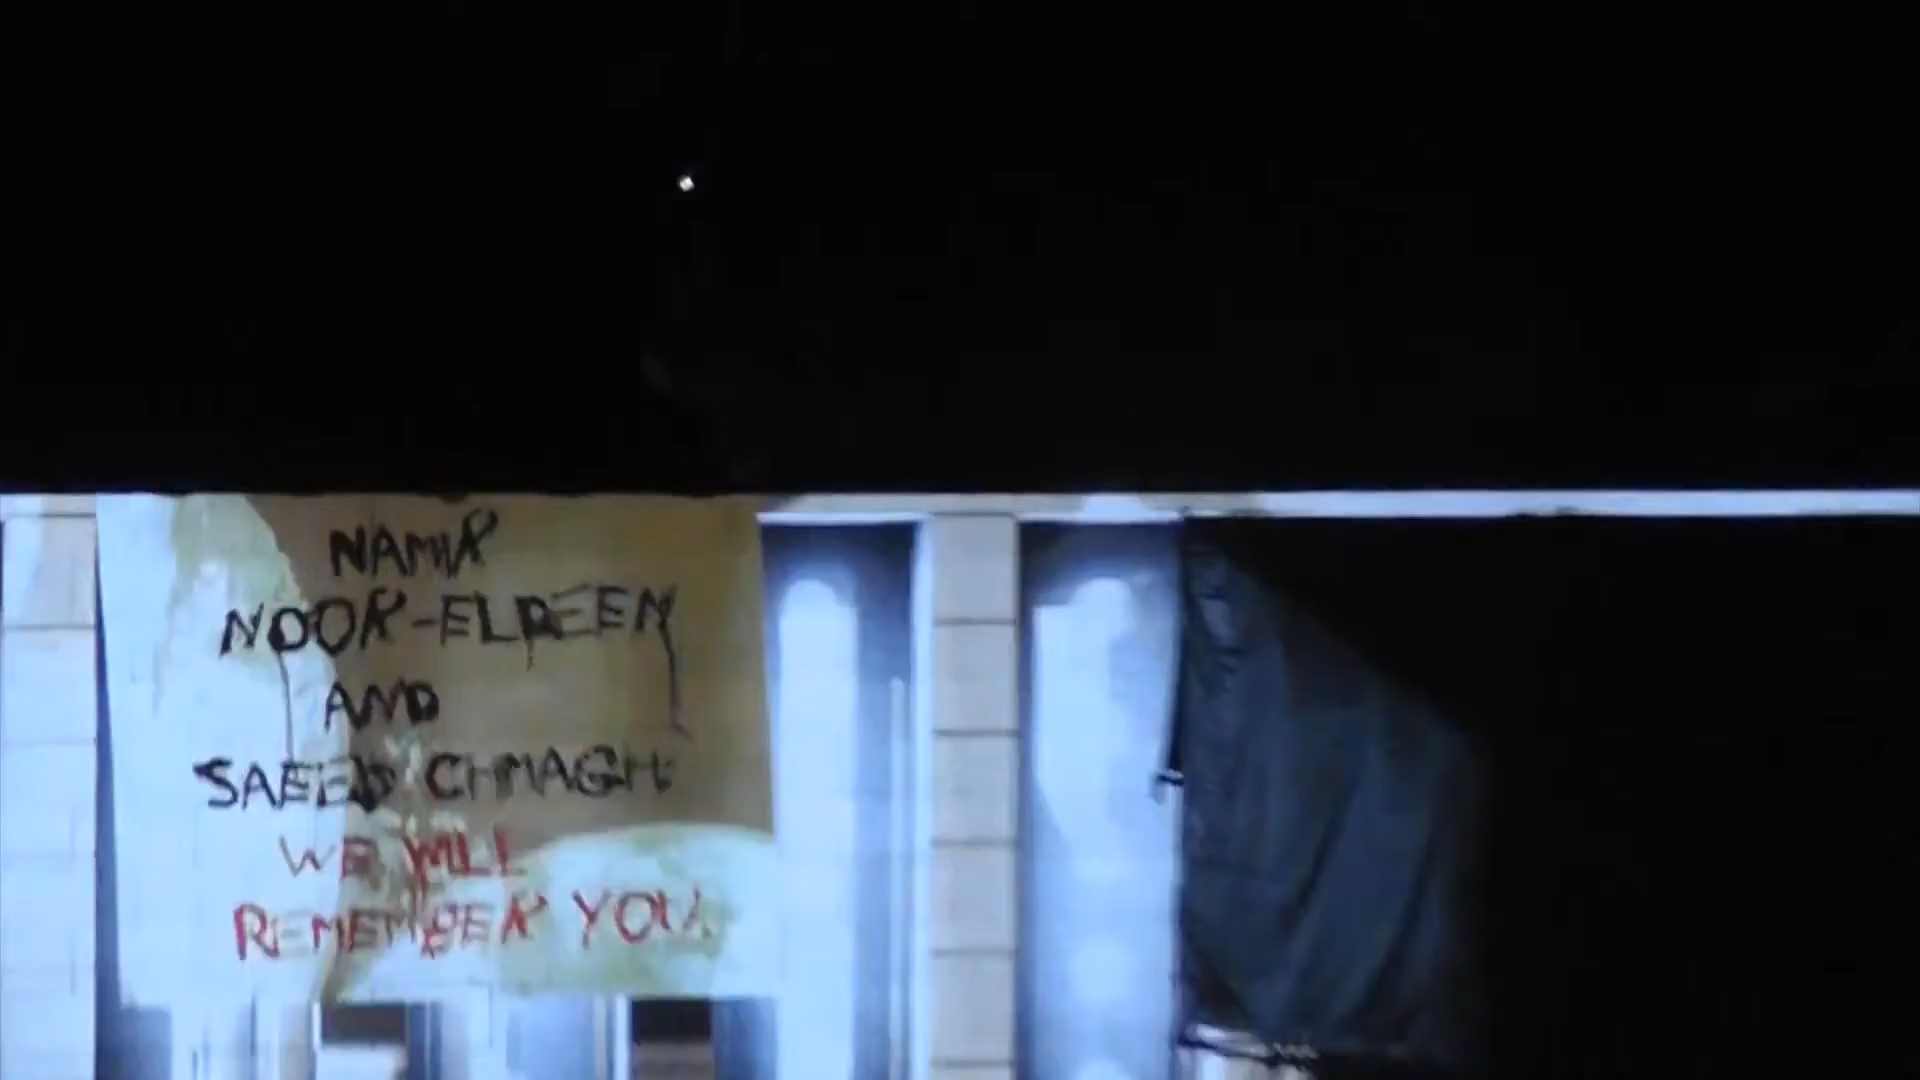 NAMIR
NOOR-ELDEEN
AND
SAEED CHMAGH
WE WILL
REMEMBER YOU.